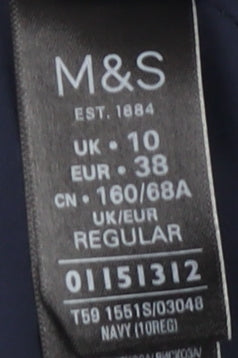 M&S
EST. 1884
UK • 10
EUR • 38
CN • 160/68A
UK/EUR
REGULAR
01151312
T59 1551S/03048
NAVY (10REG)